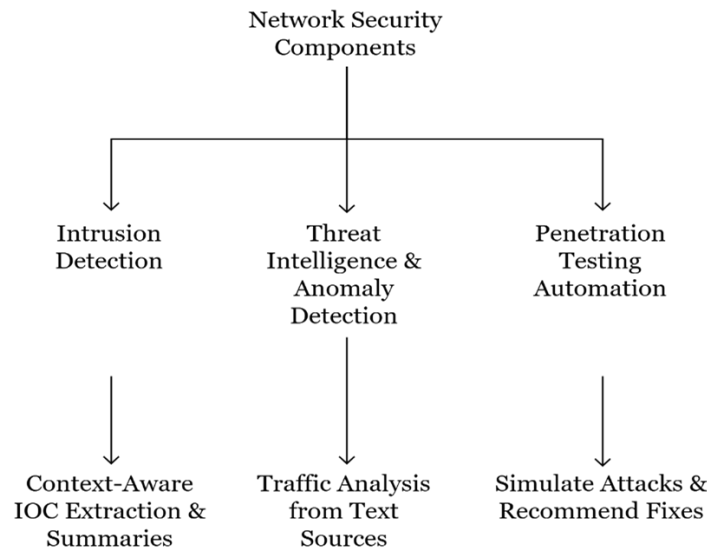 Network Security
Components
Intrusion
Detection
Threat
Intelligence &
Anomaly
Detection
Penetration
Testing
Automation
Context-Aware
IOC Extraction &
Summaries
Traffic Analysis
from Text
Sources
Simulate Attacks &
Recommend Fixes